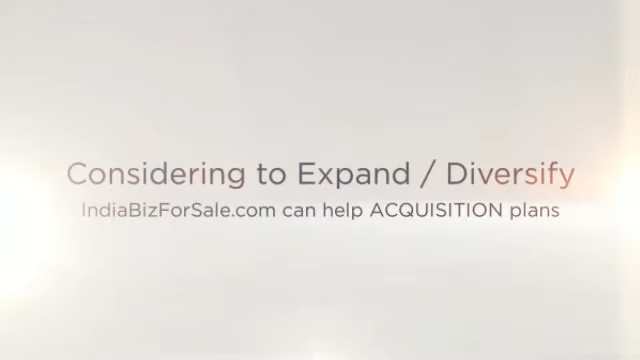 Considering to Expand / Diversify
IndiaBizForSale.com can help ACQUISITION plans